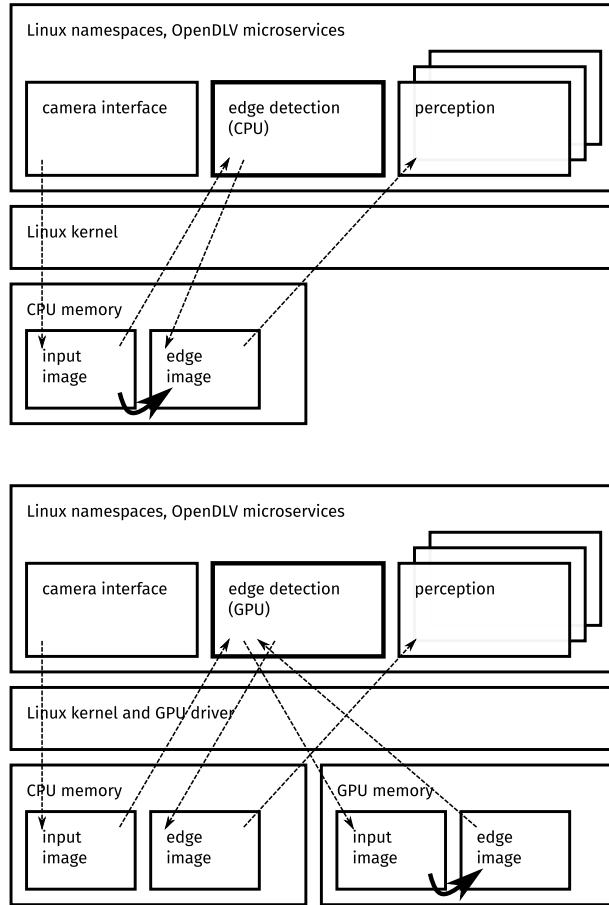 Linux namespaces, OpenDLV microservices
camera interface
edge detection
(CPU)
perception
Linux kernel
CPU memory
input
image
edge
image
Linux namespaces, OpenDLV microservices
camera interface
edge detection
(GPU)
perception
Linux kernel and GPU driver
CPU memory
input
image
edge
image
GPU memory
input
image
edge
image